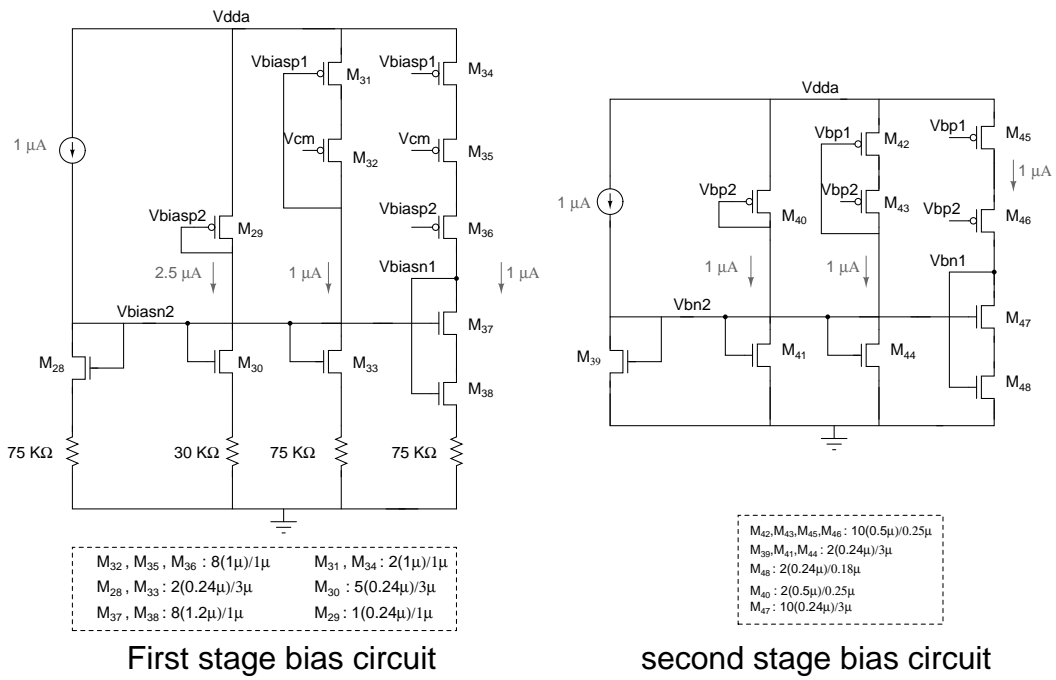 Vdda
Vbiasp1
M31
Vbiasp1
M34
1 μA
Vcm
M32
Vcm
M35
Vbiasp2
M29
Vbiasp2
M36
2.5 μA
1 μA
Vbiasn1
1 μA
Vbiasn2
M37
M28
M30
M33
M38
75 KΩ
30 KΩ
75 KΩ
75 KΩ
M32 , M35 , M36 : 8(1μ)/1μ
M31 , M34 : 2(1μ)/1μ
M28 , M33 : 2(0.24μ)/3μ
M30 : 5(0.24μ)/3μ
M37 , M38 : 8(1.2μ)/1μ
M29 : 1(0.24μ)/1μ
First stage bias circuit
Vdda
Vbp1
M42
Vbp1
M45
1 μA
1 μA
Vbp2
M40
Vbp2
M43
Vbp2
M46
1 μA
1 μA
Vbn1
Vbn2
M47
M39
M41
M44
M48
M42,M43,M45,M46 : 10(0.5μ)/0.25μ
M39,M41,M44 : 2(0.24μ)/3μ
M48 : 2(0.24μ)/0.18μ
M40 : 2(0.5μ)/0.25μ
M47 : 10(0.24μ)/3μ
second stage bias circuit